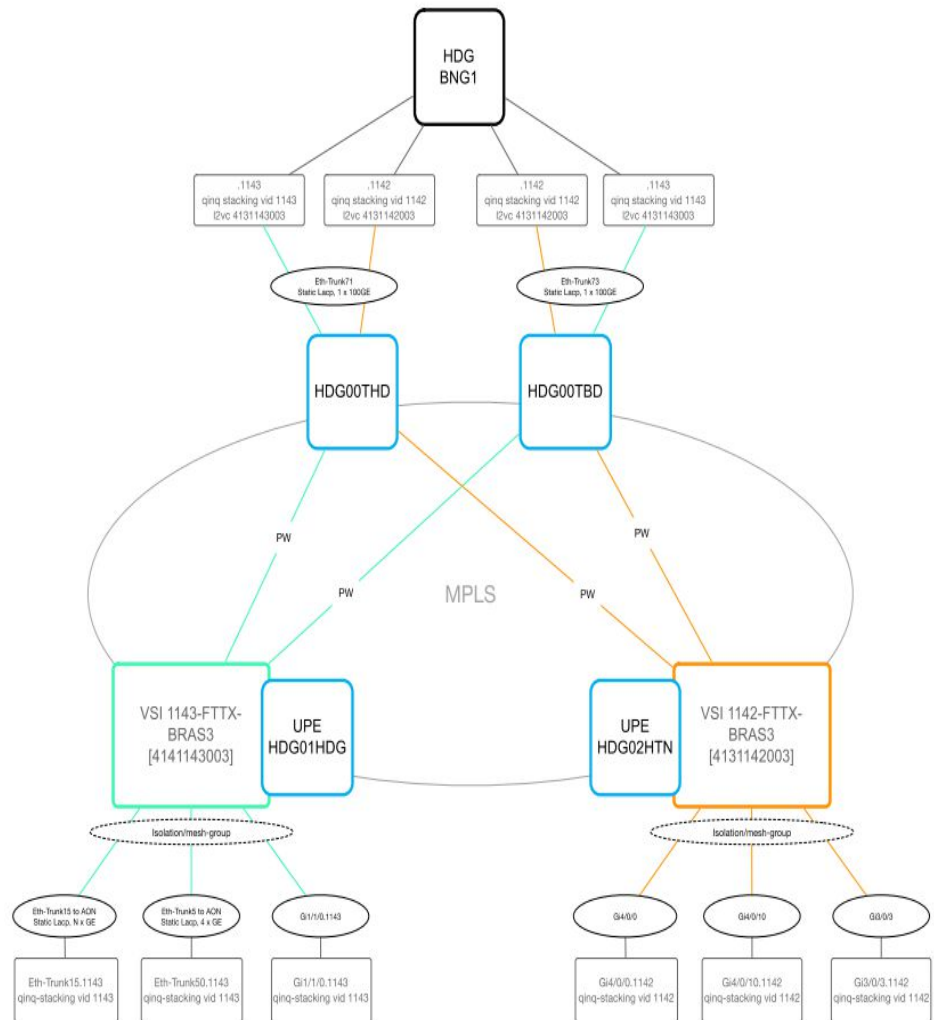 HDG
BNG1
.1143
qinq stacking vid 1143
l2vc 4131143003
.1142
qinq stacking vid 1142
l2vc 4131142003
.1142
qinq stacking vid 1142
l2vc 4131142003
.1143
qinq stacking vid 1143
l2vc 4131143003
Eth-Trunk71
Static Lacp, 1 x 100GE
Eth-Trunk73
Static Lacp, 1 x 100GE
HDG00THD
HDG00TBD
PW
PW
PW
PW
MPLS
VSI 1143-FTTX-
BRAS3
[4141143003]
UPE
HDG01HDG
UPE
HDG02HTN
VSI 1142-FTTX-
BRAS3
[4131142003]
Isolation/mesh-group
Isolation/mesh-group
Eth-Trunk15 to AON
Static Lacp, N x GE
Eth-Trunk5 to AON
Static Lacp, 4 x GE
Gi1/1/0.1143
Gi4/0/0
Gi4/0/10
Gi3/0/3
Eth-Trunk15.1143
qinq-stacking vid 1143
Eth-Trunk50.1143
qinq-stacking vid 1143
Gi1/1/0.1143
qinq-stacking vid 1143
Gi4/0/0.1142
qinq-stacking vid 1142
Gi4/0/10.1142
qinq-stacking vid 1142
Gi3/0/3.1142
qinq-stacking vid 1142